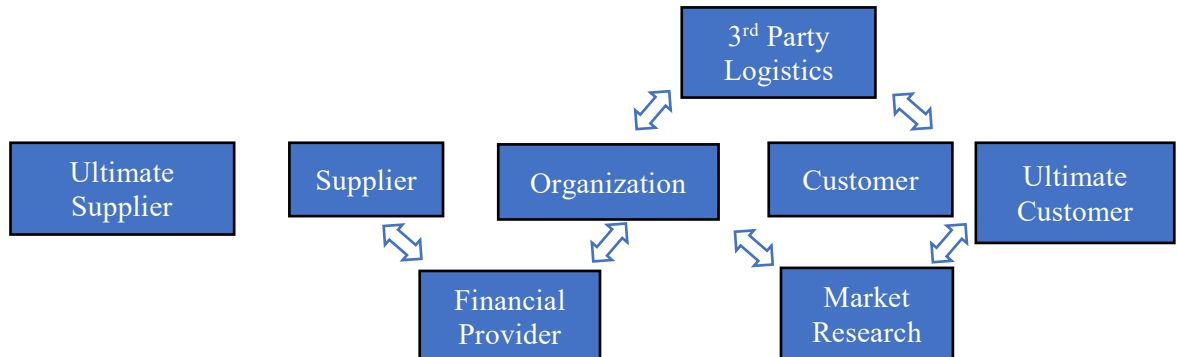 3rd Party
Logistics
Ultimate
Supplier
Supplier
Organization
Customer
Ultimate
Customer
Financial
Provider
Market
Research